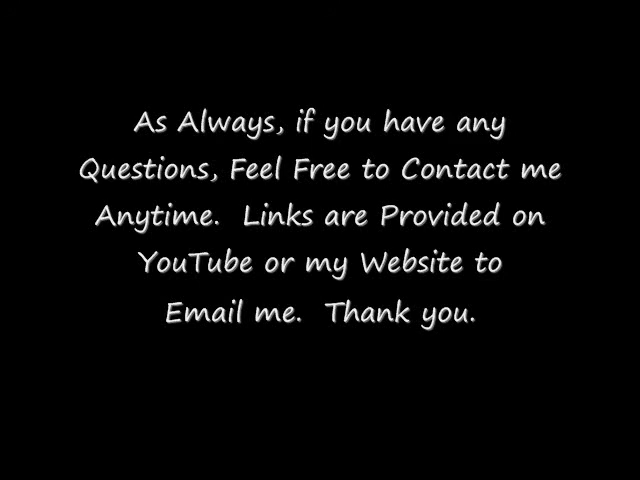 As Always, if you have any
Questions, Feel Free to Contact me
Anytime.  Links are Provided on
YouTube or my Website to
Email me.  Thank you.